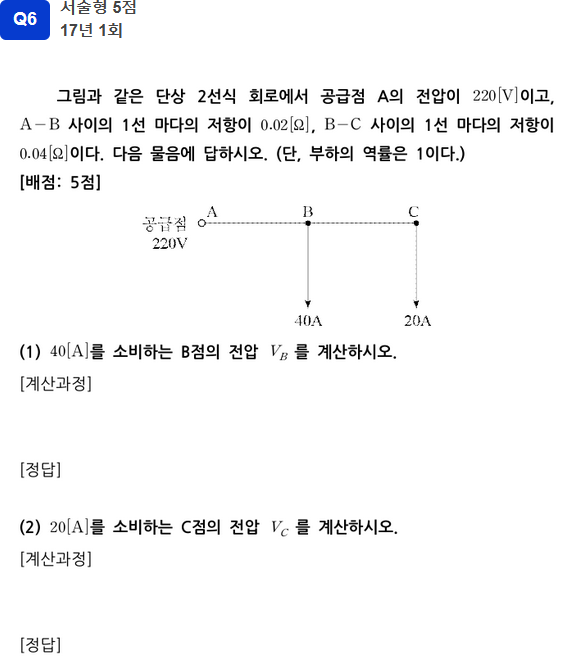 Q6
서술형 5점
17년 1회
그림과 같은 단상 2선식 회로에서 공급점 A의 전압이 220[V]이고,
A−B 사이의 1선 마다의 저항이 0.02[Ω], B−C 사이의 1선 마다의 저항이
0.04[Ω]이다. 다음 물음에 답하시오. (단, 부하의 역률은 1이다.)
[배점: 5점]
A B C
공급점
220V
40A 20A
(1) 40[A]를 소비하는 B점의 전압 V_B 를 계산하시오.
[계산과정]
[정답]
(2) 20[A]를 소비하는 C점의 전압 V_C 를 계산하시오.
[계산과정]
[정답]